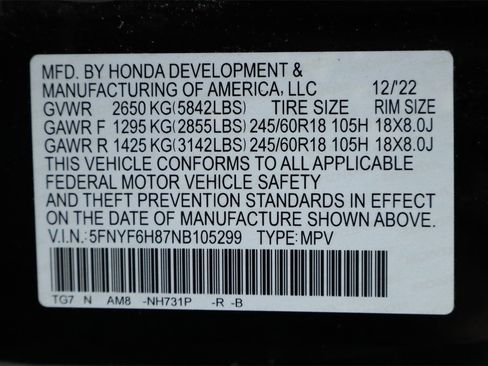 MFD. BY HONDA DEVELOPMENT &
MANUFACTURING OF AMERICA, LLC 12/'22
GVWR 2650 KG(5842LBS) TIRE SIZE RIM SIZE
GAWR F 1295 KG(2855LBS) 245/60R18 105H 18X8.0J
GAWR R 1425 KG(3142LBS) 245/60R18 105H 18X8.0J
THIS VEHICLE CONFORMS TO ALL APPLICABLE
FEDERAL MOTOR VEHICLE SAFETY
AND THEFT PREVENTION STANDARDS IN EFFECT
ON THE DATE OF MANUFACTURE SHOWN ABOVE.
V.I.N.:5FNYF6H87NB105299 TYPE:MPV
TG7 N AM8 -NH731P -R -B